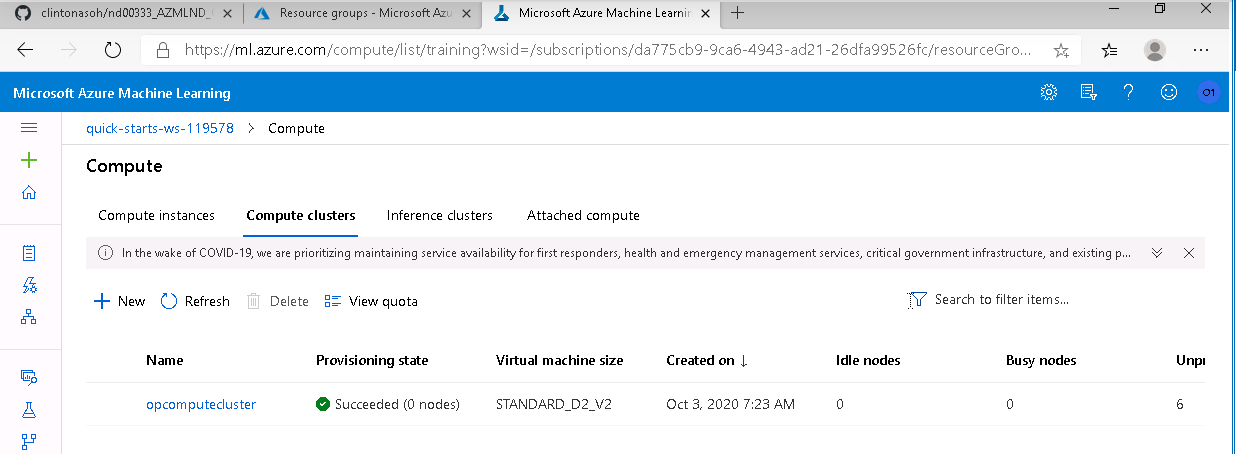 clintonasoh/nd00333_AZMLND_
Resource groups - Microsoft Azu
Microsoft Azure Machine Learnin
https://ml.azure.com/compute/list/training?wsid=/subscriptions/da775cb9-9ca6-4943-ad21-26dfa99526fc/resourceGro...
Microsoft Azure Machine Learning
O1
quick-starts-ws-119578 > Compute
Compute
Compute instances Compute clusters Inference clusters Attached compute
In the wake of COVID-19, we are prioritizing maintaining service availability for first responders, health and emergency management services, critical government infrastructure, and existing p...
New Refresh Delete View quota Search to filter items...
Name Provisioning state Virtual machine size Created on ↓ Idle nodes Busy nodes Unpr
opcomputecluster Succeeded (0 nodes) STANDARD_D2_V2 Oct 3, 2020 7:23 AM 0 0 6